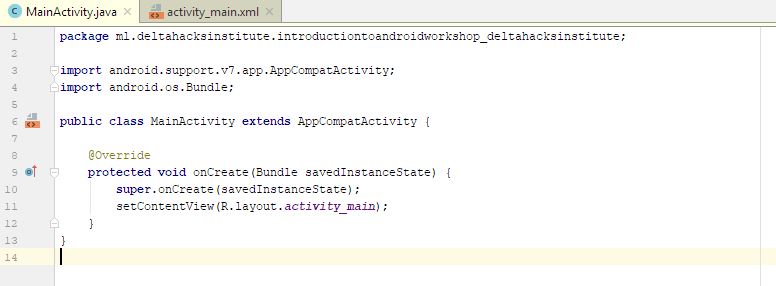 MainActivity.java × activity_main.xml ×
1 package ml.deltahacksinstitute.introductiontoandroidworkshop_deltahacksinstitute;
2
3 import android.support.v7.app.AppCompatActivity;
4 import android.os.Bundle;
5
6 public class MainActivity extends AppCompatActivity {
7
8     @Override
9     protected void onCreate(Bundle savedInstanceState) {
10         super.onCreate(savedInstanceState);
11         setContentView(R.layout.activity_main);
12     }
13 }
14